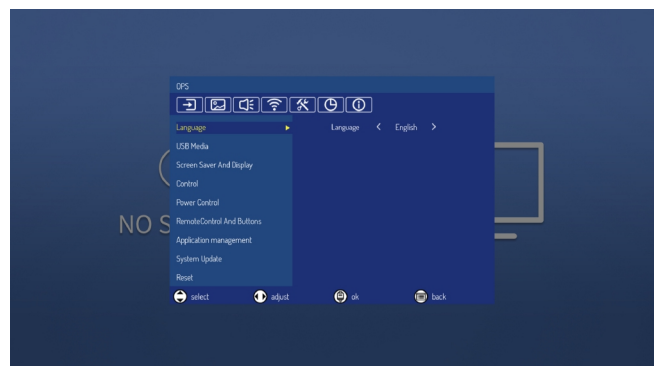 OPS
Language
Language < English >
USB Media
Screen Saver And Display
Control
Power Control
NO S
RemoteControl And Buttons
Application management
System Update
Reset
select adjust ok back